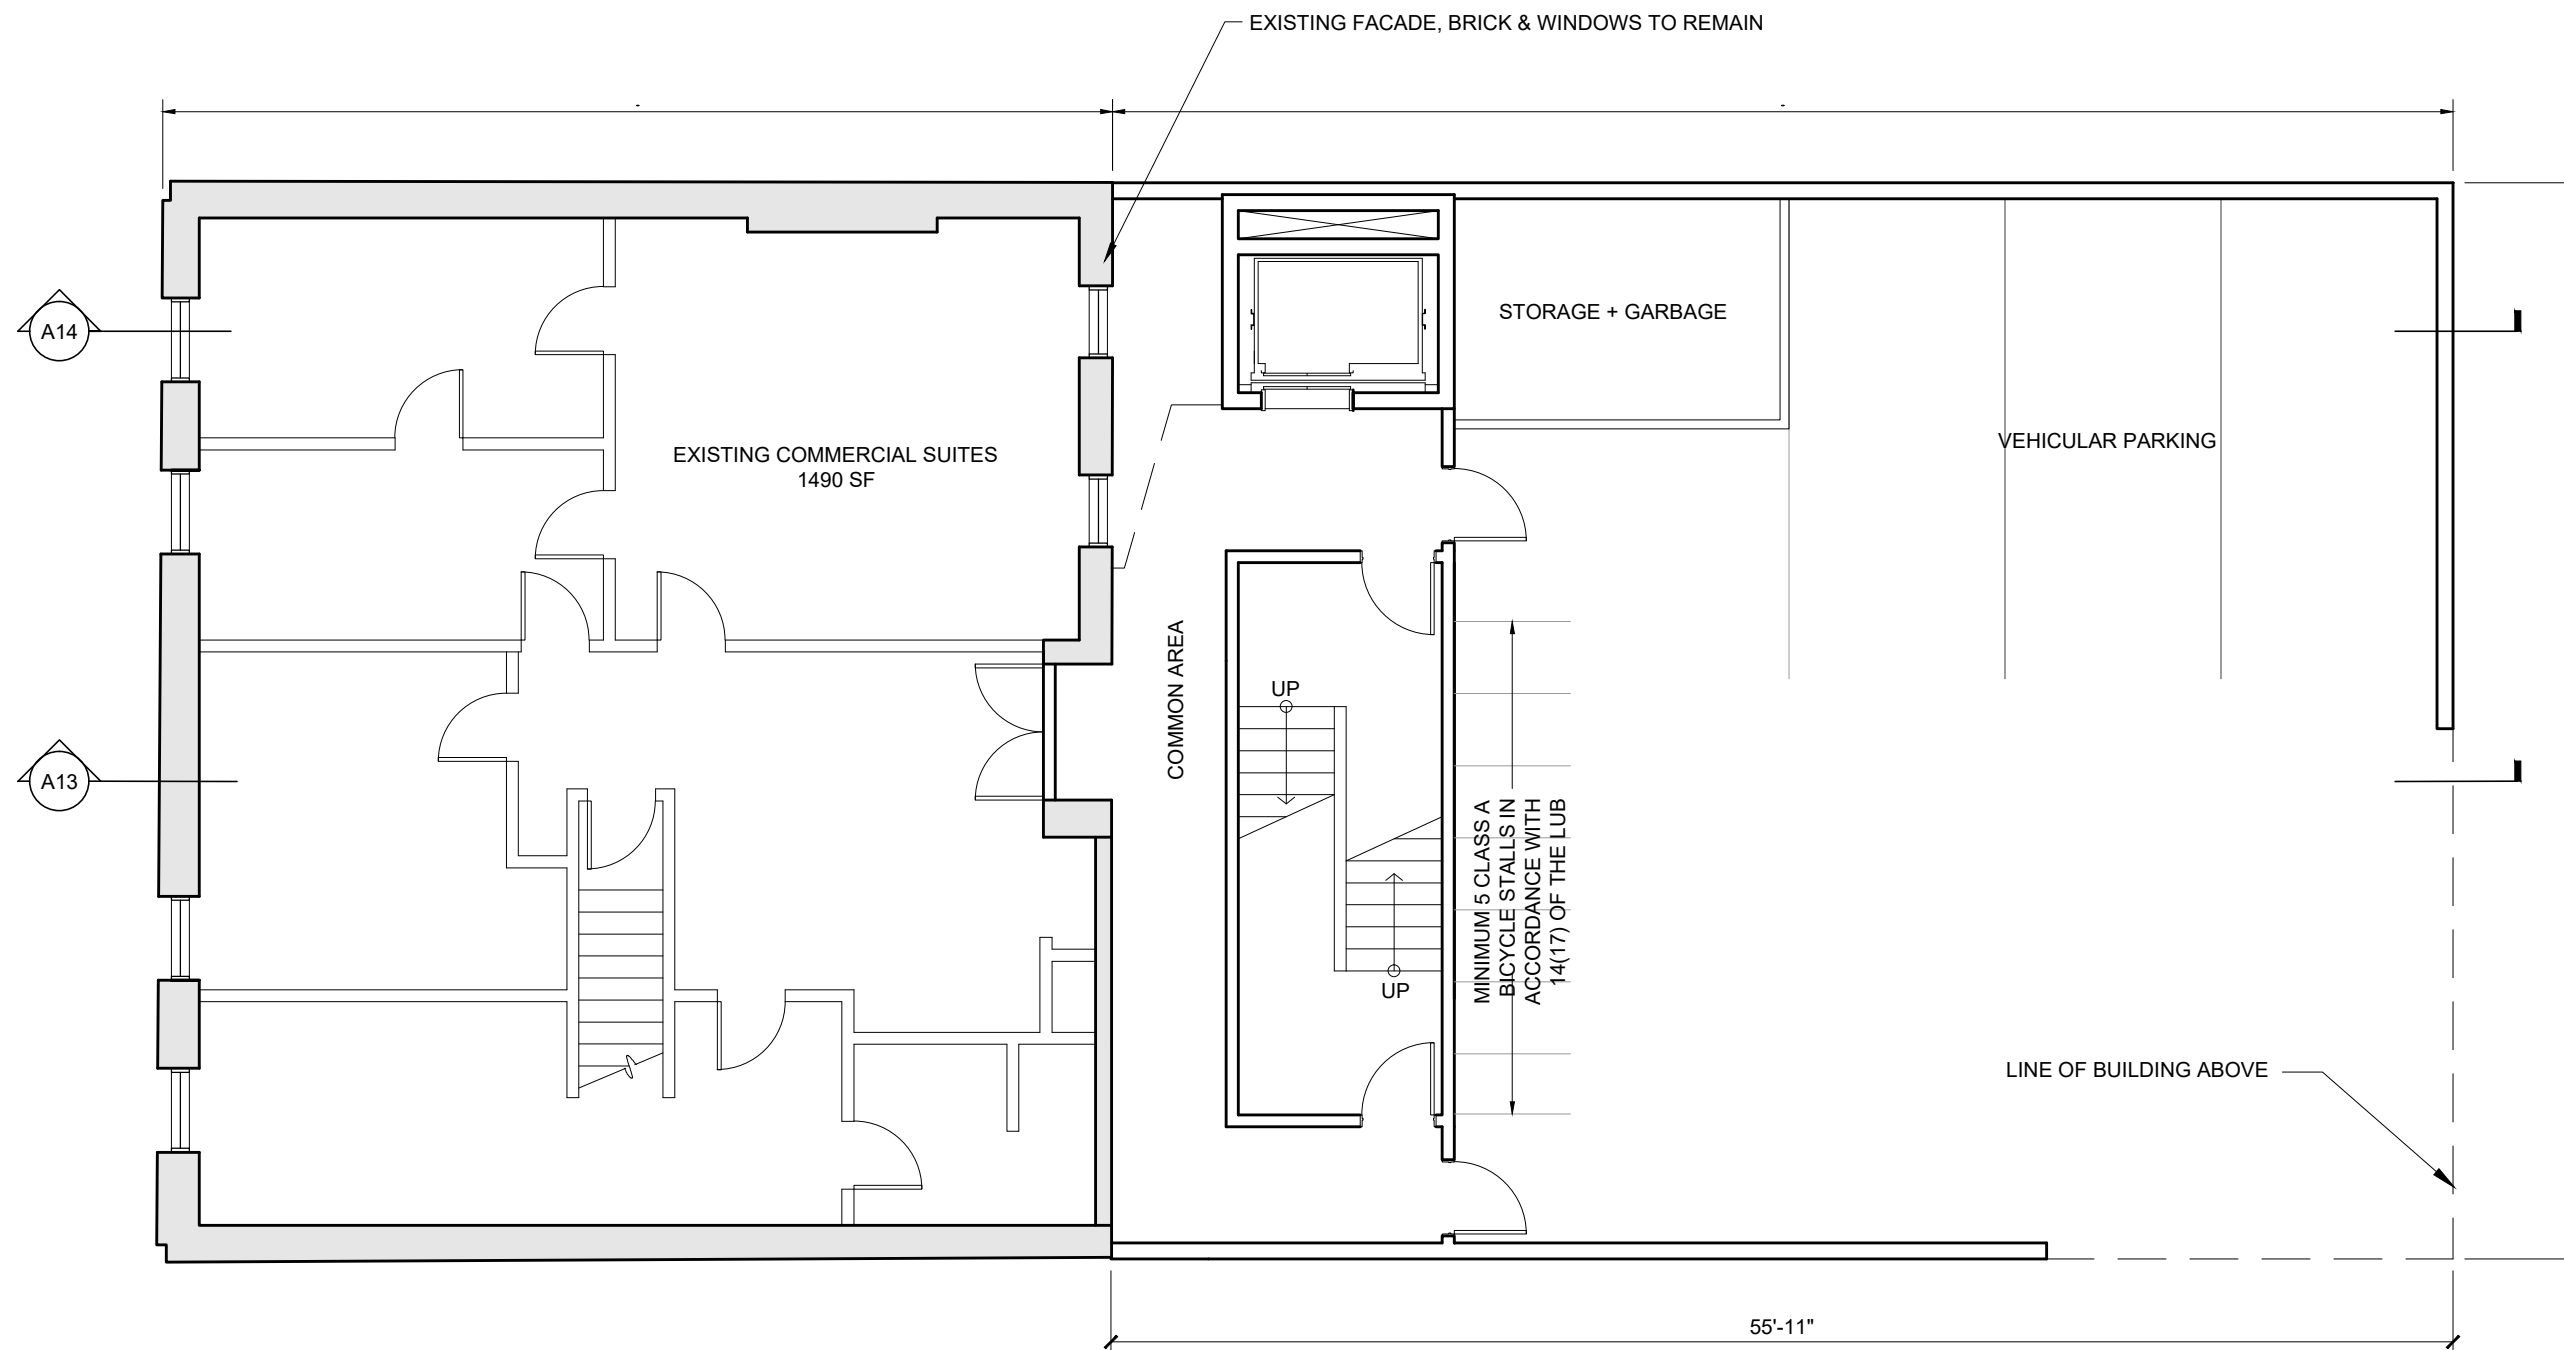 EXISTING FACADE, BRICK & WINDOWS TO REMAIN
-
-
A14
STORAGE + GARBAGE
VEHICULAR PARKING
EXISTING COMMERCIAL SUITES
1490 SF
COMMON AREA
UP
A13
MINIMUM 5 CLASS A
BICYCLE STALLS IN
ACCORDANCE WITH
14(17) OF THE LUB
UP
LINE OF BUILDING ABOVE
55'-11"